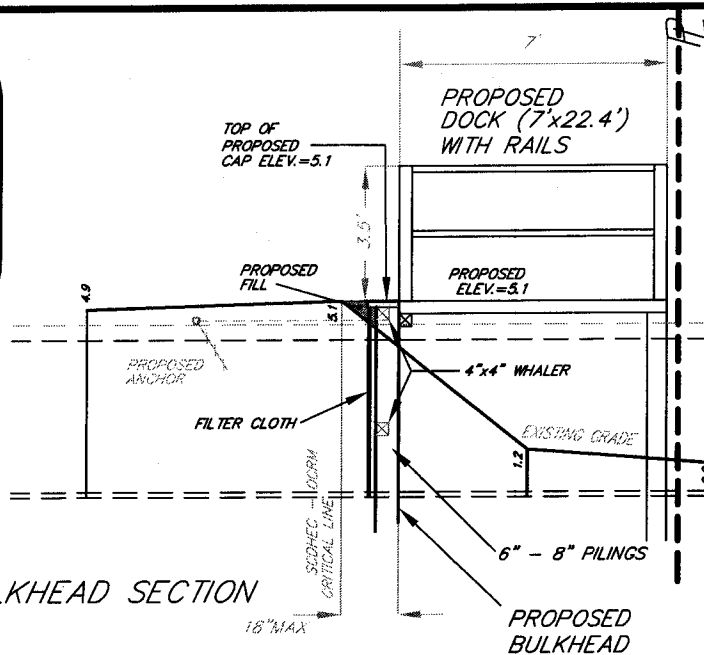 7'
PROPOSED
DOCK (7'x22.4')
WITH RAILS
TOP OF
PROPOSED
CAP ELEV.=5.1
3.5'
PROPOSED
FILL
PROPOSED
ELEV.=5.1
4.9
5.1
PROPOSED
ANCHOR
4"x4" WHALER
FILTER CLOTH
EXISTING GRADE
1.2
SCDHEC - OCRM
CRITICAL LINE
6" - 8" PILINGS
LKHEAD SECTION
18"MAX
PROPOSED
BULKHEAD